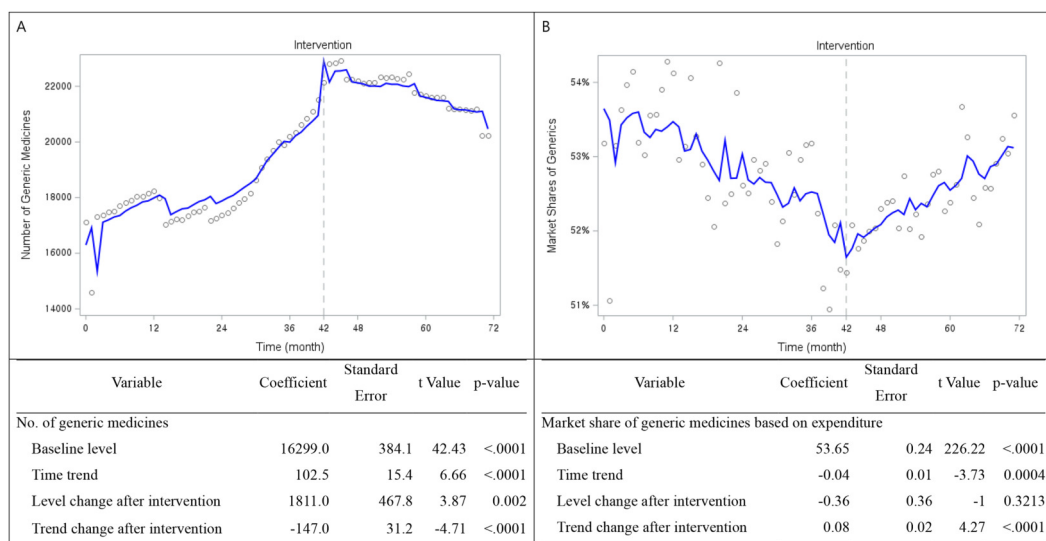 A
Intervention
Number of Generic Medicines
22000
20000
18000
16000
14000
0 12 24 36 42 48 60 72
Time (month)
Variable Coefficient Standard Error t Value p-value
No. of generic medicines
Baseline level 16299.0 384.1 42.43 <.0001
Time trend 102.5 15.4 6.66 <.0001
Level change after intervention 1811.0 467.8 3.87 0.002
Trend change after intervention -147.0 31.2 -4.71 <.0001
B
Intervention
Market Shares of Generics
54%
53%
52%
51%
0 12 24 36 42 48 60 72
Time (month)
Variable Coefficient Standard Error t Value p-value
Market share of generic medicines based on expenditure
Baseline level 53.65 0.24 226.22 <.0001
Time trend -0.04 0.01 -3.73 0.0004
Level change after intervention -0.36 0.36 -1 0.3213
Trend change after intervention 0.08 0.02 4.27 <.0001